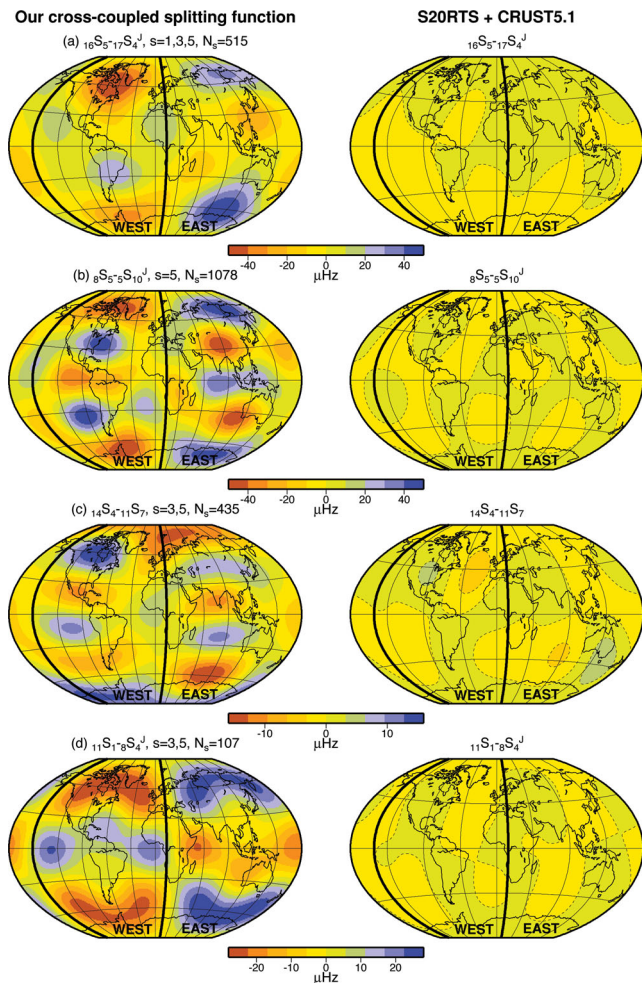 Our cross-coupled splitting function S20RTS + CRUST5.1
(a) ₁₆S₅-₁₇S₄ᴶ, s=1,3,5, Nₛ=515 ₁₆S₅-₁₇S₄ᴶ
WEST EAST WEST EAST
-40 -20 0 20 40
μHz
(b) ₈S₅-₅S₁₀ᴶ, s=5, Nₛ=1078 ₈S₅-₅S₁₀ᴶ
WEST EAST WEST EAST
-40 -20 0 20 40
μHz
(c) ₁₄S₄-₁₁S₇, s=3,5, Nₛ=435 ₁₄S₄-₁₁S₇
WEST EAST WEST EAST
-10 0 10
μHz
(d) ₁₁S₁-₈S₄ᴶ, s=3,5, Nₛ=107 ₁₁S₁-₈S₄ᴶ
WEST EAST WEST EAST
-20 -10 0 10 20
μHz